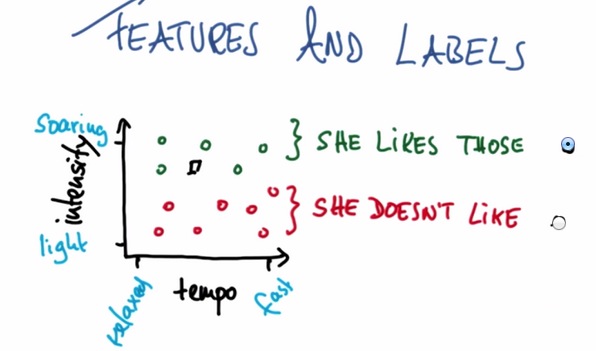 FEATURES AND LABELS
Soaring
intensity
light
SHE LIKES THOSE
SHE DOESN'T LIKE
relaxed
tempo
fast